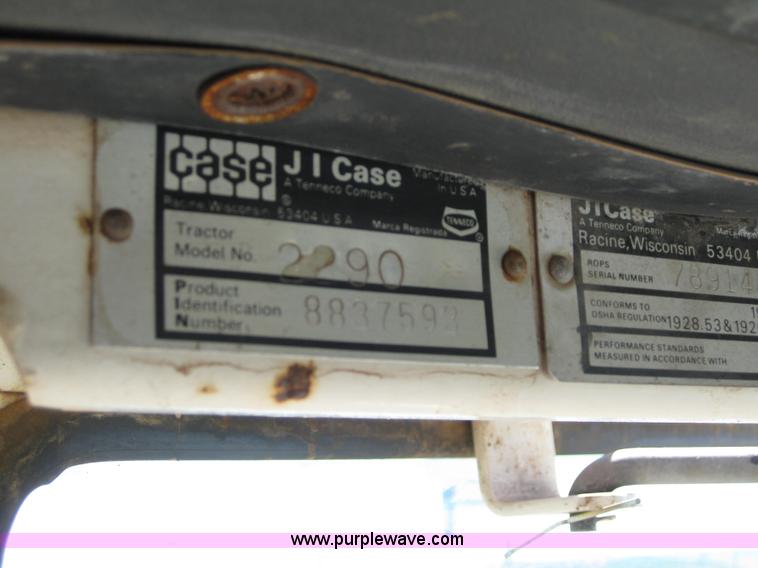 case J I Case
A Tenneco Company
Manufactured
in U S A
Racine, Wisconsin 53404 U S A
Marca Registrada
TENNECO
®
Tractor
Model No. 2290
Product
Identification
Number
JI Case
A Tenneco Company
Racine, Wisconsin 53404
ROPS
SERIAL NUMBER 78914
CONFORMS TO
OSHA REGULATION 1928.53 & 192
PERFORMANCE STANDARDS
MEASURED IN ACCORDANCE WITH
www.purplewave.com